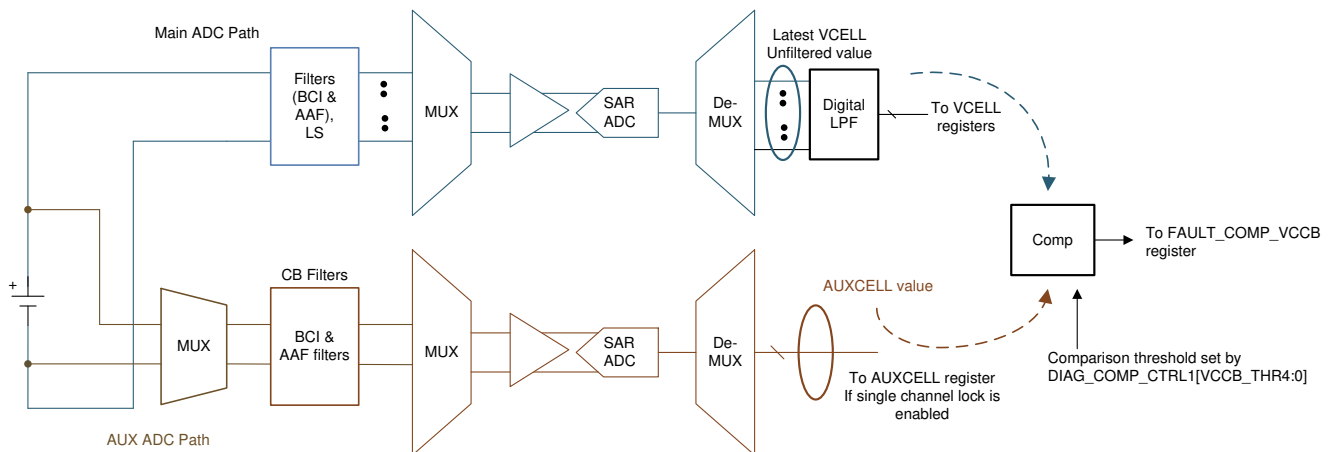 Main ADC Path
Filters
(BCI &
AAF),
LS
MUX
SAR
ADC
De-
MUX
Latest VCELL
Unfiltered value
Digital
LPF
To VCELL
registers
Comp
To FAULT_COMP_VCCB
register
Comparison threshold set by
DIAG_COMP_CTRL1[VCCB_THR4:0]
+
MUX
CB Filters
BCI &
AAF filters
MUX
SAR
ADC
De-
MUX
AUXCELL value
To AUXCELL register
If single channel lock is
enabled
AUX ADC Path